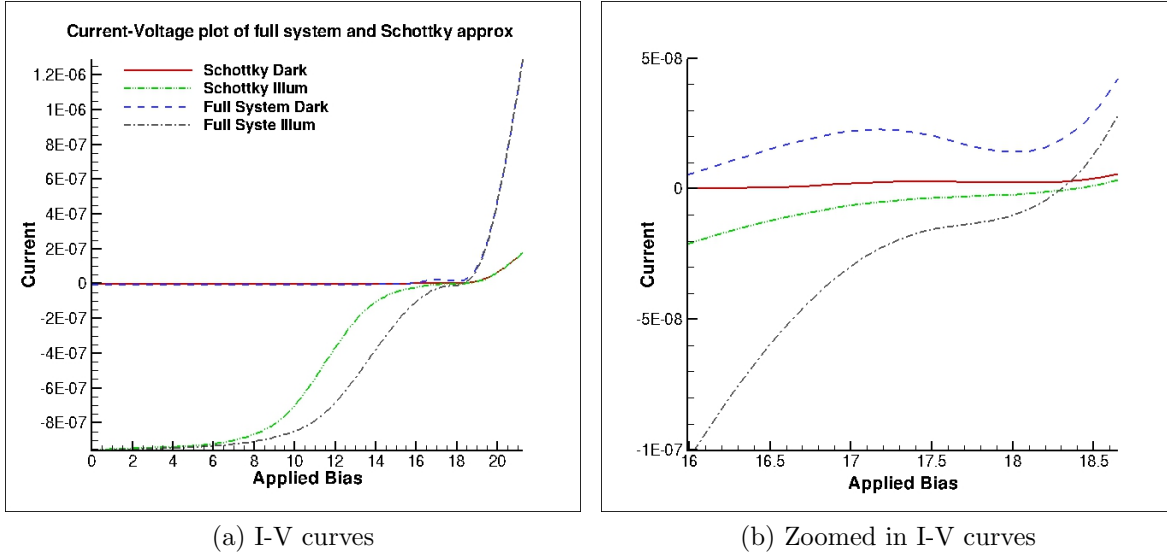 Current-Voltage plot of full system and Schottky approx
1.2E-06
1E-06
8E-07
6E-07
4E-07
2E-07
0
-2E-07
-4E-07
-6E-07
-8E-07
Current
Schottky Dark
Schottky Illum
Full System Dark
Full Syste Illum
0 2 4 6 8 10 12 14 16 18 20
Applied Bias
5E-08
0
-5E-08
-1E-07
Current
16 16.5 17 17.5 18 18.5
Applied Bias
(a) I-V curves
(b) Zoomed in I-V curves